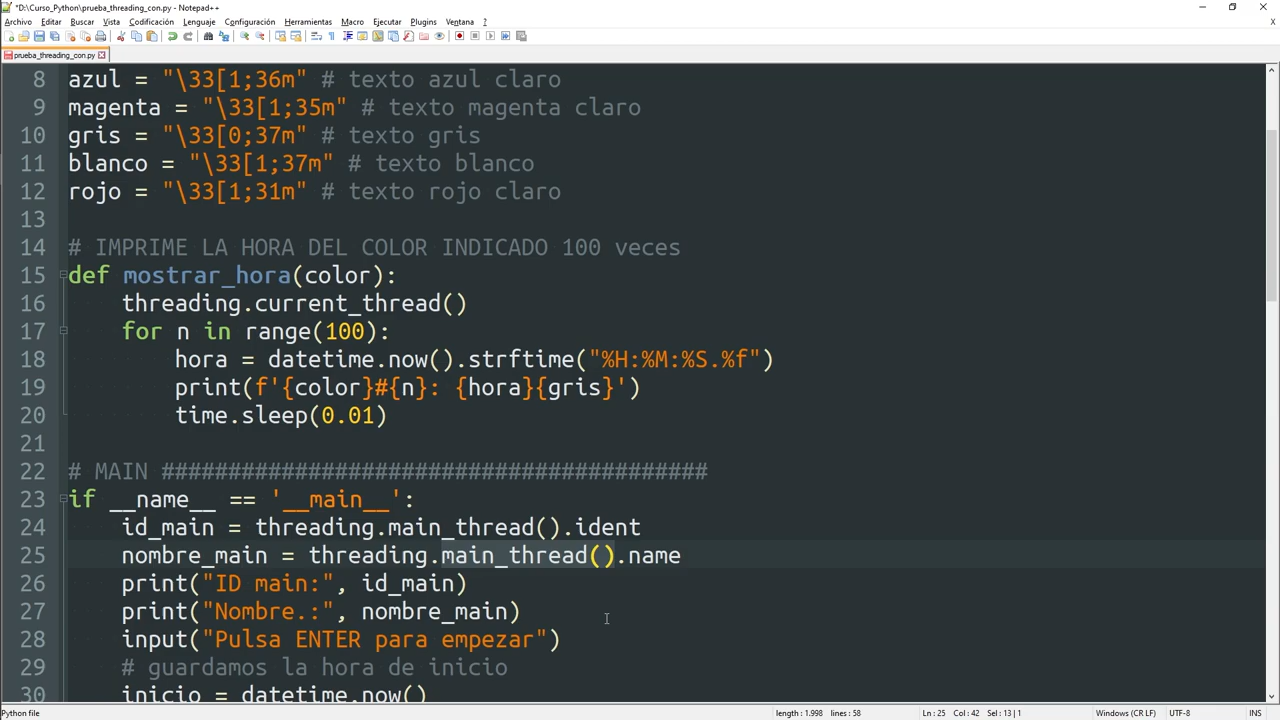 *D:\Curso_Python\prueba_threading_con.py - Notepad++
Archivo Editar Buscar Vista Codificación Lenguaje Configuración Herramientas Macro Ejecutar Plugins Ventana ?
prueba_threading_con.py
8 azul = "\33[1;36m" # texto azul claro
9 magenta = "\33[1;35m" # texto magenta claro
10 gris = "\33[0;37m" # texto gris
11 blanco = "\33[1;37m" # texto blanco
12 rojo = "\33[1;31m" # texto rojo claro
13
14 # IMPRIME LA HORA DEL COLOR INDICADO 100 veces
15 def mostrar_hora(color):
16 threading.current_thread()
17 for n in range(100):
18 hora = datetime.now().strftime("%H:%M:%S.%f")
19 print(f'{color}#{n}: {hora}{gris}')
20 time.sleep(0.01)
21
22 # MAIN #########################################
23 if __name__ == '__main__':
24 id_main = threading.main_thread().ident
25 nombre_main = threading.main_thread().name
26 print("ID main:", id_main)
27 print("Nombre.:", nombre_main)
28 input("Pulsa ENTER para empezar")
29 # guardamos la hora de inicio
30 inicio = datetime.now()
Python file length : 1.998 lines : 58 Ln : 25 Col : 42 Sel : 13 | 1 Windows (CR LF) UTF-8 INS